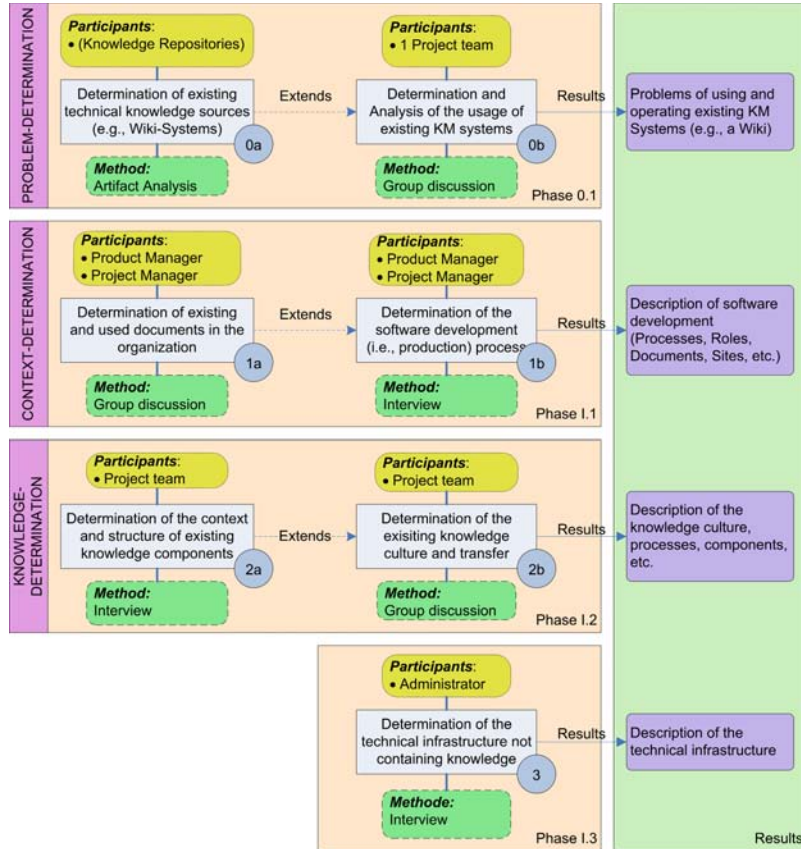 PROBLEM-DETERMINATION
Participants:
• (Knowledge Repositories)
Determination of existing
technical knowledge sources
(e.g., Wiki-Systems)
0a
Method:
Artifact Analysis
Extends
Participants:
• 1 Project team
Determination and
Analysis of the usage of
existing KM systems
0b
Method:
Group discussion
Phase 0.1
Results
Problems of using and
operating existing KM
Systems (e.g., a Wiki)
CONTEXT-DETERMINATION
Participants:
• Product Manager
• Project Manager
Determination of existing
and used documents in the
organization
1a
Method:
Group discussion
Extends
Participants:
• Product Manager
• Project Manager
Determination of the
software development
(i.e., production) process
1b
Method:
Interview
Phase I.1
Results
Description of software
development
(Processes, Roles,
Documents, Sites, etc.)
KNOWLEDGE-
DETERMINATION
Participants:
• Project team
Determination of the context
and structure of existing
knowledge components
2a
Method:
Interview
Extends
Participants:
• Project team
Determination of the
exisiting knowledge
culture and transfer
2b
Method:
Group discussion
Phase I.2
Results
Description of the
knowledge culture,
processes, components,
etc.
Participants:
• Administrator
Determination of the
technical infrastructure not
containing knowledge
3
Methode:
Interview
Phase I.3
Results
Description of the
technical infrastructure
Results